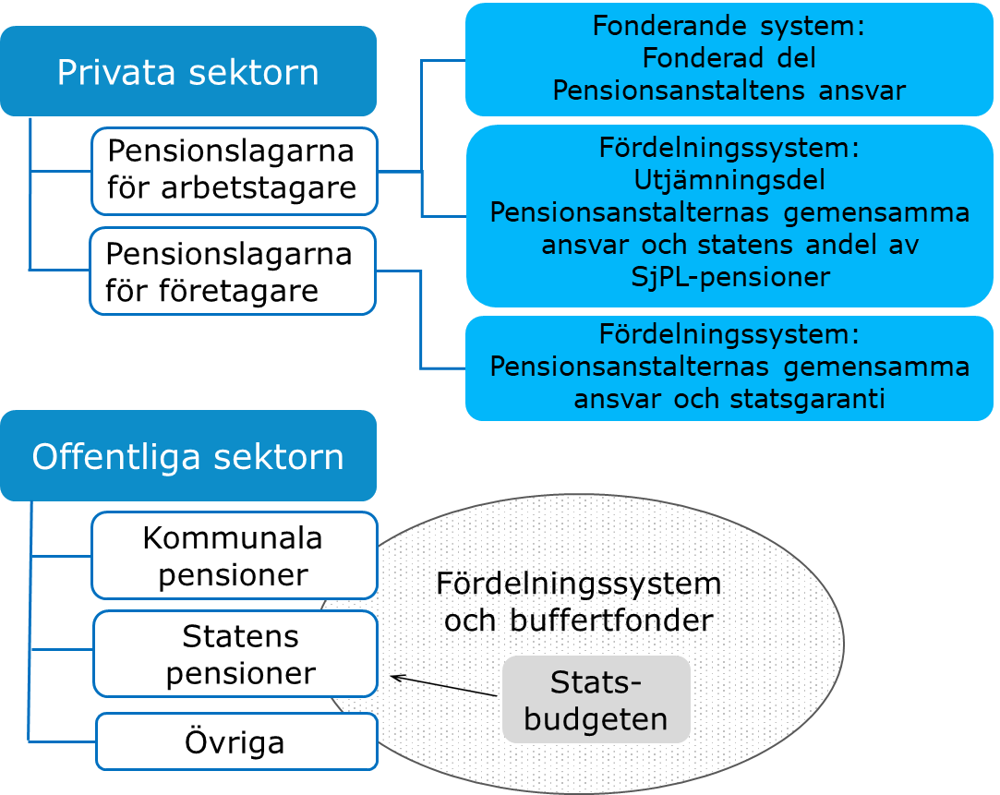 Privata sektorn
Pensionslagarna
för arbetstagare
Pensionslagarna
för företagare
Fonderande system:
Fonderad del
Pensionsanstaltens ansvar
Fördelningssystem:
Utjämningsdel
Pensionsanstalternas gemensamma
ansvar och statens andel av
SjPL-pensioner
Fördelningssystem:
Pensionsanstalternas gemensamma
ansvar och statsgaranti
Offentliga sektorn
Kommunala
pensioner
Statens
pensioner
Övriga
Fördelningssystem
och buffertfonder
Stats-
budgeten